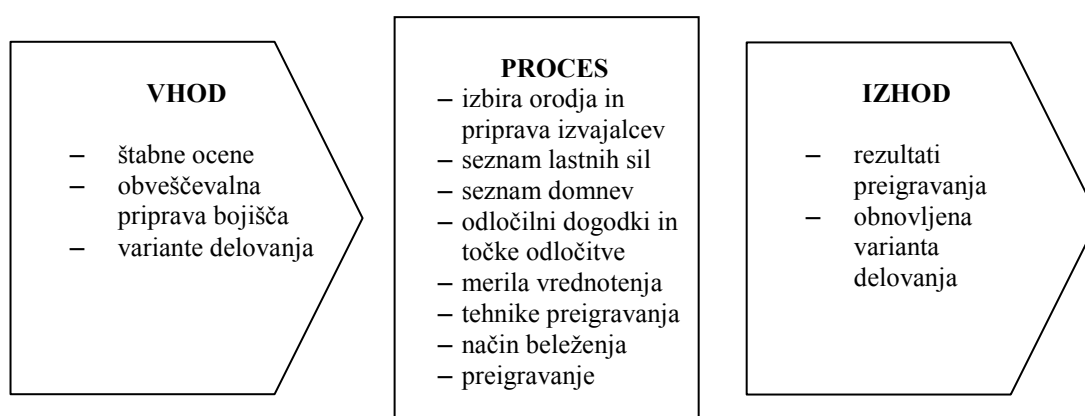 VHOD
– štabne ocene
– obveščevalna
priprava bojišča
– variante delovanja
PROCES
– izbira orodja in
priprava izvajalcev
– seznam lastnih sil
– seznam domnev
– odločilni dogodki in
točke odločitve
– merila vrednotenja
– tehnike preigravanja
– način beleženja
– preigravanje
IZHOD
– rezultati
preigravanja
– obnovljena
varianta
delovanja